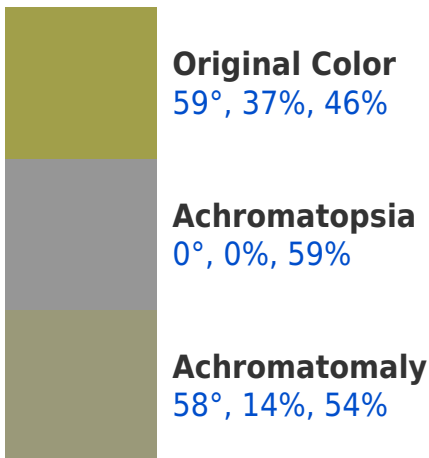 Original Color
59°, 37%, 46%
Achromatopsia
0°, 0%, 59%
Achromatomaly
58°, 14%, 54%